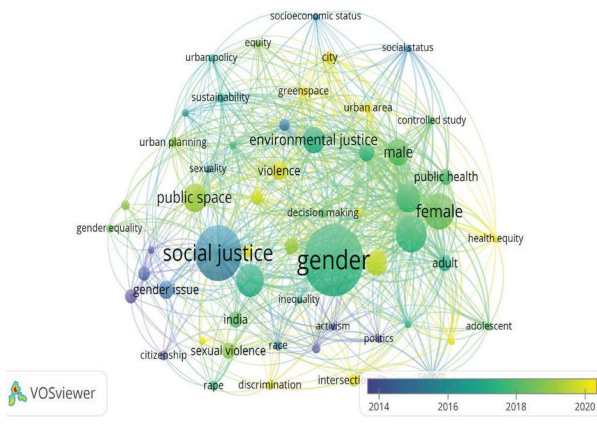 socioeconomic status
equity
social status
urban policy
city
greenspace
sustainability
urban area
controlled study
environmental justice
urban planning
male
sexuality
violence
public health
public space
decision making
female
gender equality
health equity
social justice
gender
adult
gender issue
inequality
india
activism
adolescent
race
politics
citizenship
sexual violence
rape
discrimination
intersecti
racism
VOSviewer
2014 2016 2018 2020